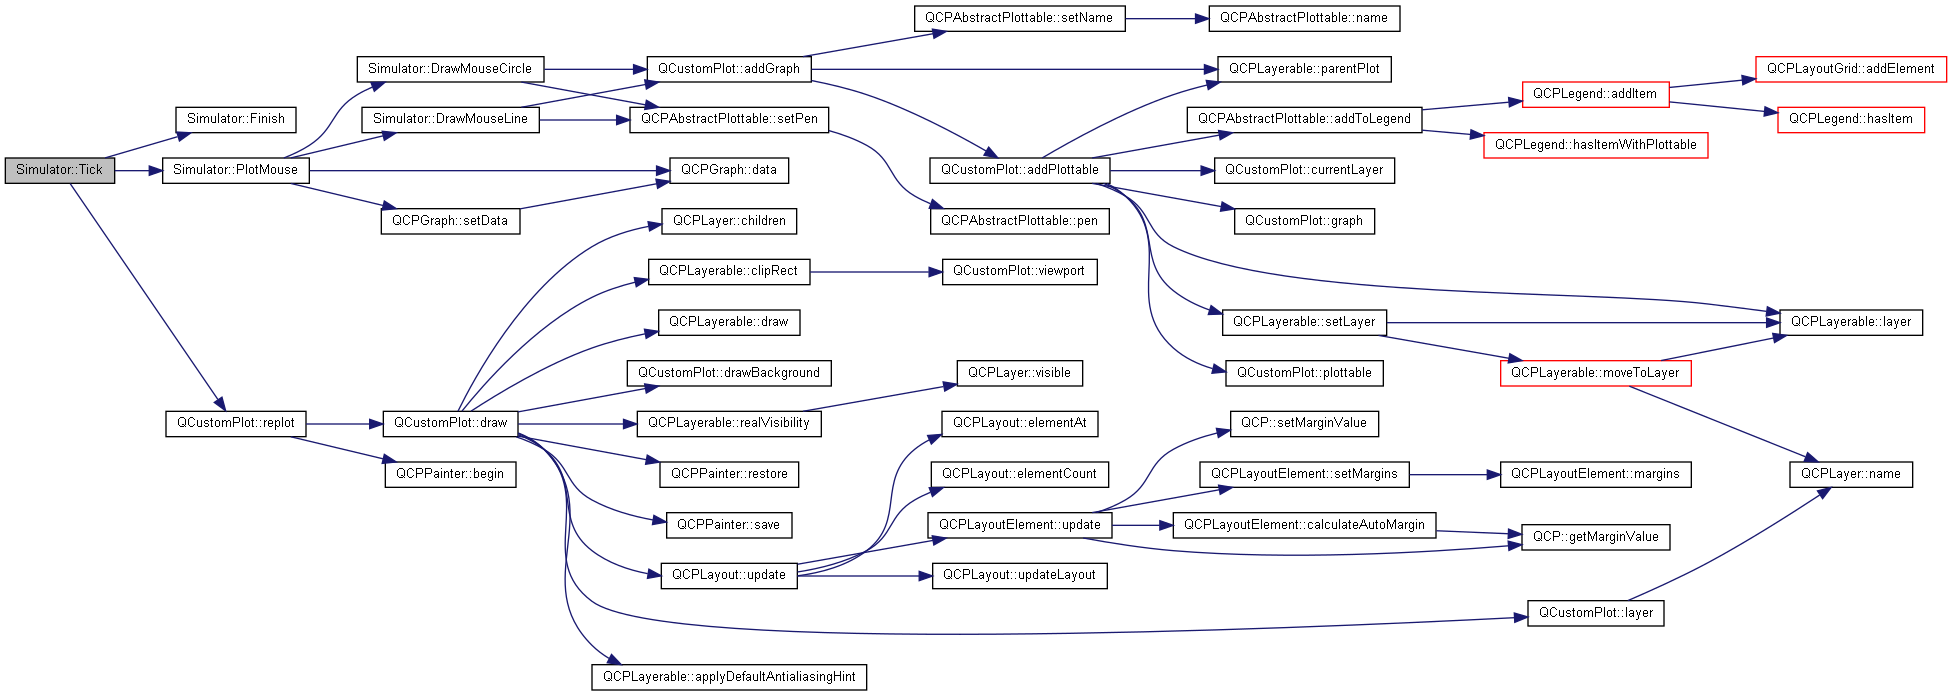 QCPAbstractPlottable::setName
QCPAbstractPlottable::name
Simulator::DrawMouseCircle
QCustomPlot::addGraph
QCPLayerable::parentPlot
QCPLayoutGrid::addElement
QCPLegend::addItem
Simulator::Finish
Simulator::DrawMouseLine
QCPAbstractPlottable::setPen
QCPAbstractPlottable::addToLegend
QCPLegend::hasItem
QCPLegend::hasItemWithPlottable
Simulator::Tick
Simulator::PlotMouse
QCPGraph::data
QCustomPlot::addPlottable
QCustomPlot::currentLayer
QCPGraph::setData
QCPLayer::children
QCPAbstractPlottable::pen
QCustomPlot::graph
QCPLayerable::clipRect
QCustomPlot::viewport
QCPLayerable::draw
QCPLayerable::setLayer
QCPLayerable::layer
QCustomPlot::drawBackground
QCPLayer::visible
QCustomPlot::plottable
QCPLayerable::moveToLayer
QCustomPlot::replot
QCustomPlot::draw
QCPLayerable::realVisibility
QCPLayout::elementAt
QCP::setMarginValue
QCPPainter::begin
QCPPainter::restore
QCPLayout::elementCount
QCPLayoutElement::setMargins
QCPLayoutElement::margins
QCPLayer::name
QCPPainter::save
QCPLayoutElement::update
QCPLayoutElement::calculateAutoMargin
QCP::getMarginValue
QCPLayout::update
QCPLayout::updateLayout
QCustomPlot::layer
QCPLayerable::applyDefaultAntialiasingHint